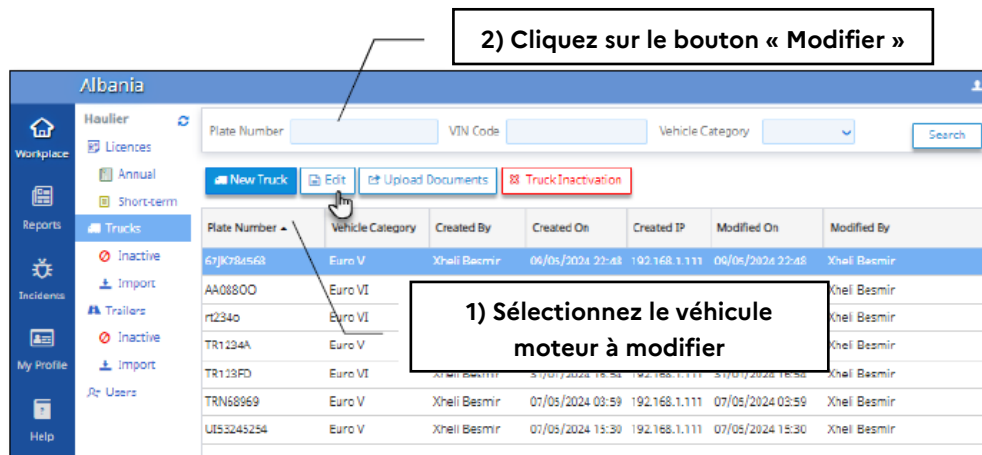 2) Cliquez sur le bouton « Modifier »
Albania
Haulier
Plate Number VIN Code Vehicle Category Search
Workplace
Licences
Annual
Short-term
New Truck Edit Upload Documents Truck Inactivation
Reports
Trucks
Plate Number Vehicle Category Created By Created On Created IP Modified On Modified By
Inactive
Euro V Xheli Besmir 09/05/2024 22:48 192.168.1.111 09/05/2024 22:48 Xheli Besmir
Import
Incidents
AA088OO Euro VI Xheli Besmir
Trailers
rt234o Euro VI Xheli Besmir
Inactive
TR1234A Euro V Xheli Besmir
My Profile
Import
TR123FD Euro VI Xheli Besmir 192.168.1.111 Xheli Besmir
Users
TRN68969 Euro V Xheli Besmir 07/05/2024 03:59 192.168.1.111 07/05/2024 03:59 Xheli Besmir
UI53245254 Euro V Xheli Besmir 07/05/2024 15:30 192.168.1.111 07/05/2024 15:30 Xheli Besmir
Help
1) Sélectionnez le véhicule
moteur à modifier